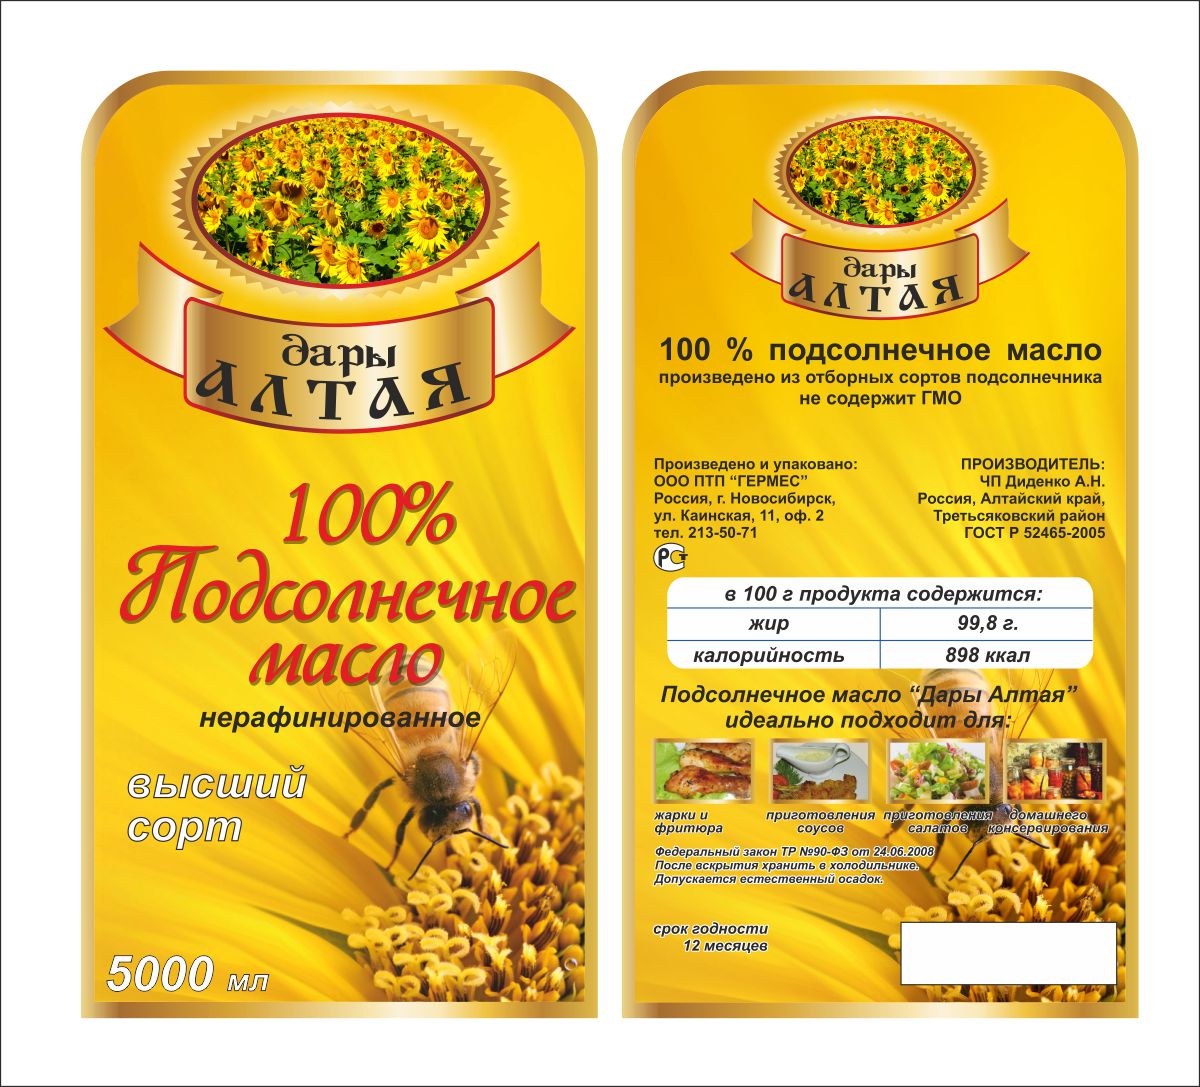 дары
АЛТАЯ
100%
Подсолнечное
масло
нерафинированное
высший
сорт
5000 мл
дары
АЛТАЯ
100 % подсолнечное масло
произведено из отборных сортов подсолнечника
не содержит ГМО
Произведено и упаковано:
ООО ПТП “ГЕРМЕС”
Россия, г. Новосибирск,
ул. Каинская, 11, оф. 2
тел. 213-50-71
РСТ
ПРОИЗВОДИТЕЛЬ:
ЧП Диденко А.Н.
Россия, Алтайский край,
Третьсяковский район
ГОСТ Р 52465-2005
в 100 г продукта содержится:
жир 99,8 г.
калорийность 898 ккал
Подсолнечное масло “Дары Алтая”
идеально подходит для:
жарки и
фритюра
приготовления
соусов
приготовления
салатов
домашнего
консервирования
Федеральный закон ТР №90-ФЗ от 24.06.2008
После вскрытия хранить в холодильнике.
Допускается естественный осадок.
срок годности
12 месяцев